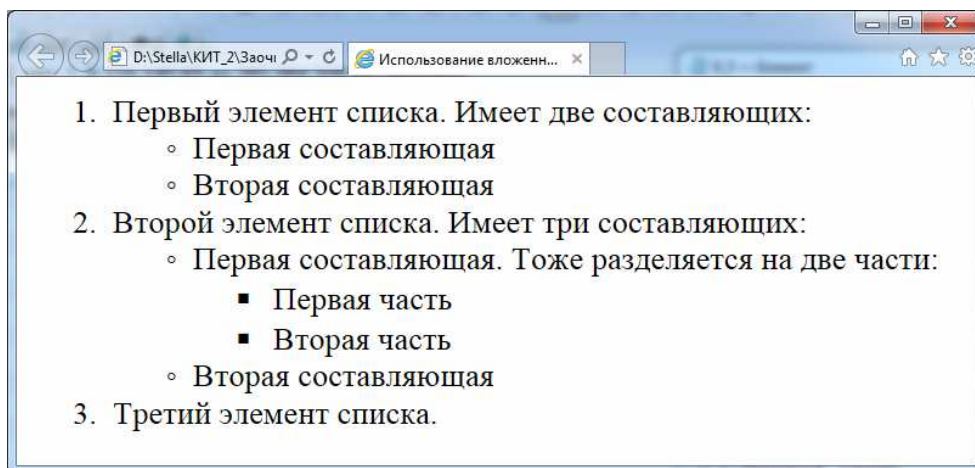 D:\Stella\КИТ_2\Заочн
Использование вложенн...
1. Первый элемент списка. Имеет две составляющих:
◦ Первая составляющая
◦ Вторая составляющая
2. Второй элемент списка. Имеет три составляющих:
◦ Первая составляющая. Тоже разделяется на две части:
▪ Первая часть
▪ Вторая часть
◦ Вторая составляющая
3. Третий элемент списка.